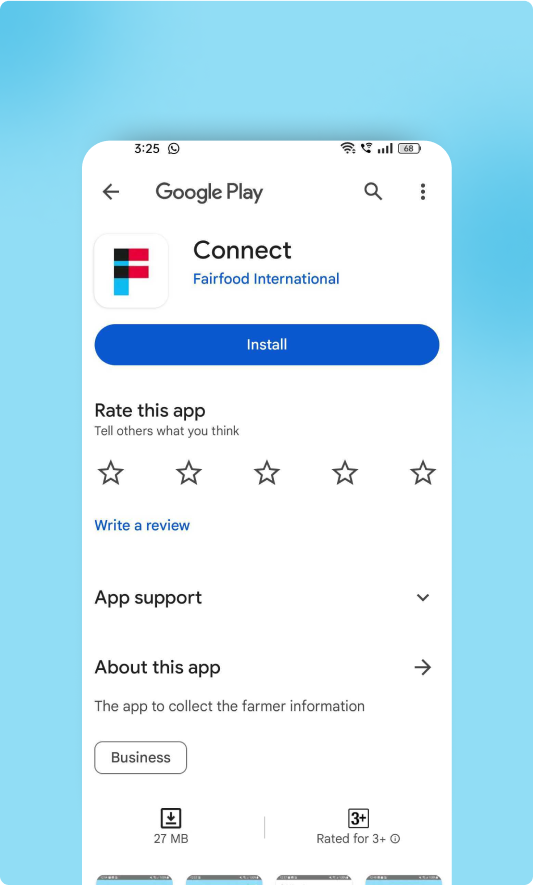 3:25
68
Google Play
Connect
Fairfood International
Install
Rate this app
Tell others what you think
Write a review
App support
About this app
The app to collect the farmer information
Business
3+
27 MB
Rated for 3+